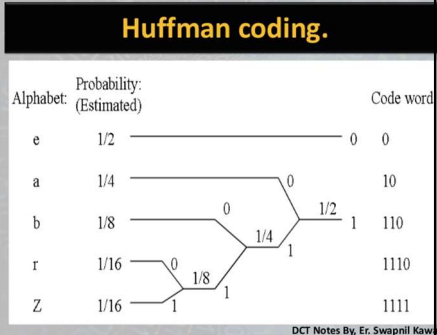 Huffman coding.
Probability:
Alphabet: (Estimated) Code word
e 1/2 0 0
a 1/4 0 10
b 1/8 0 1/2 1 110
1/4 1
r 1/16 0 1110
1/8 1
Z 1/16 1 1111
DCT Notes By, Er. Swapnil